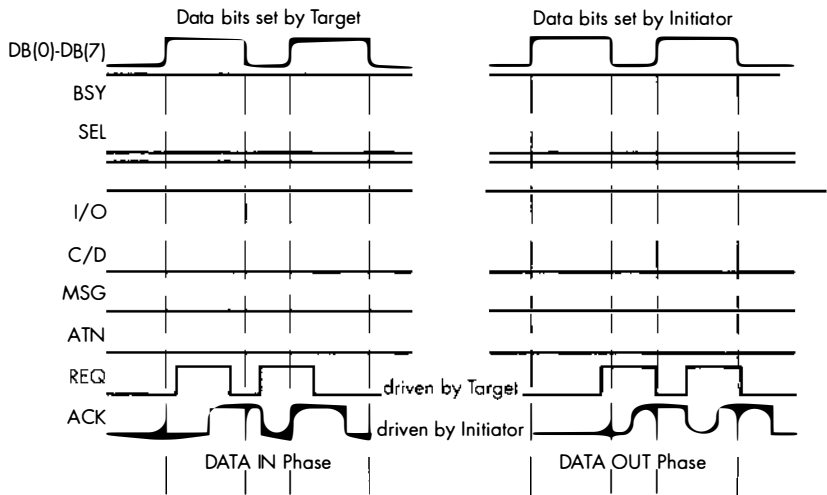 Data bits set by Target
Data bits set by Initiator
DB(0)-DB(7)
BSY
SEL
I/O
C/D
MSG
ATN
REQ
driven by Target
ACK
driven by Initiator
DATA IN Phase
DATA OUT Phase